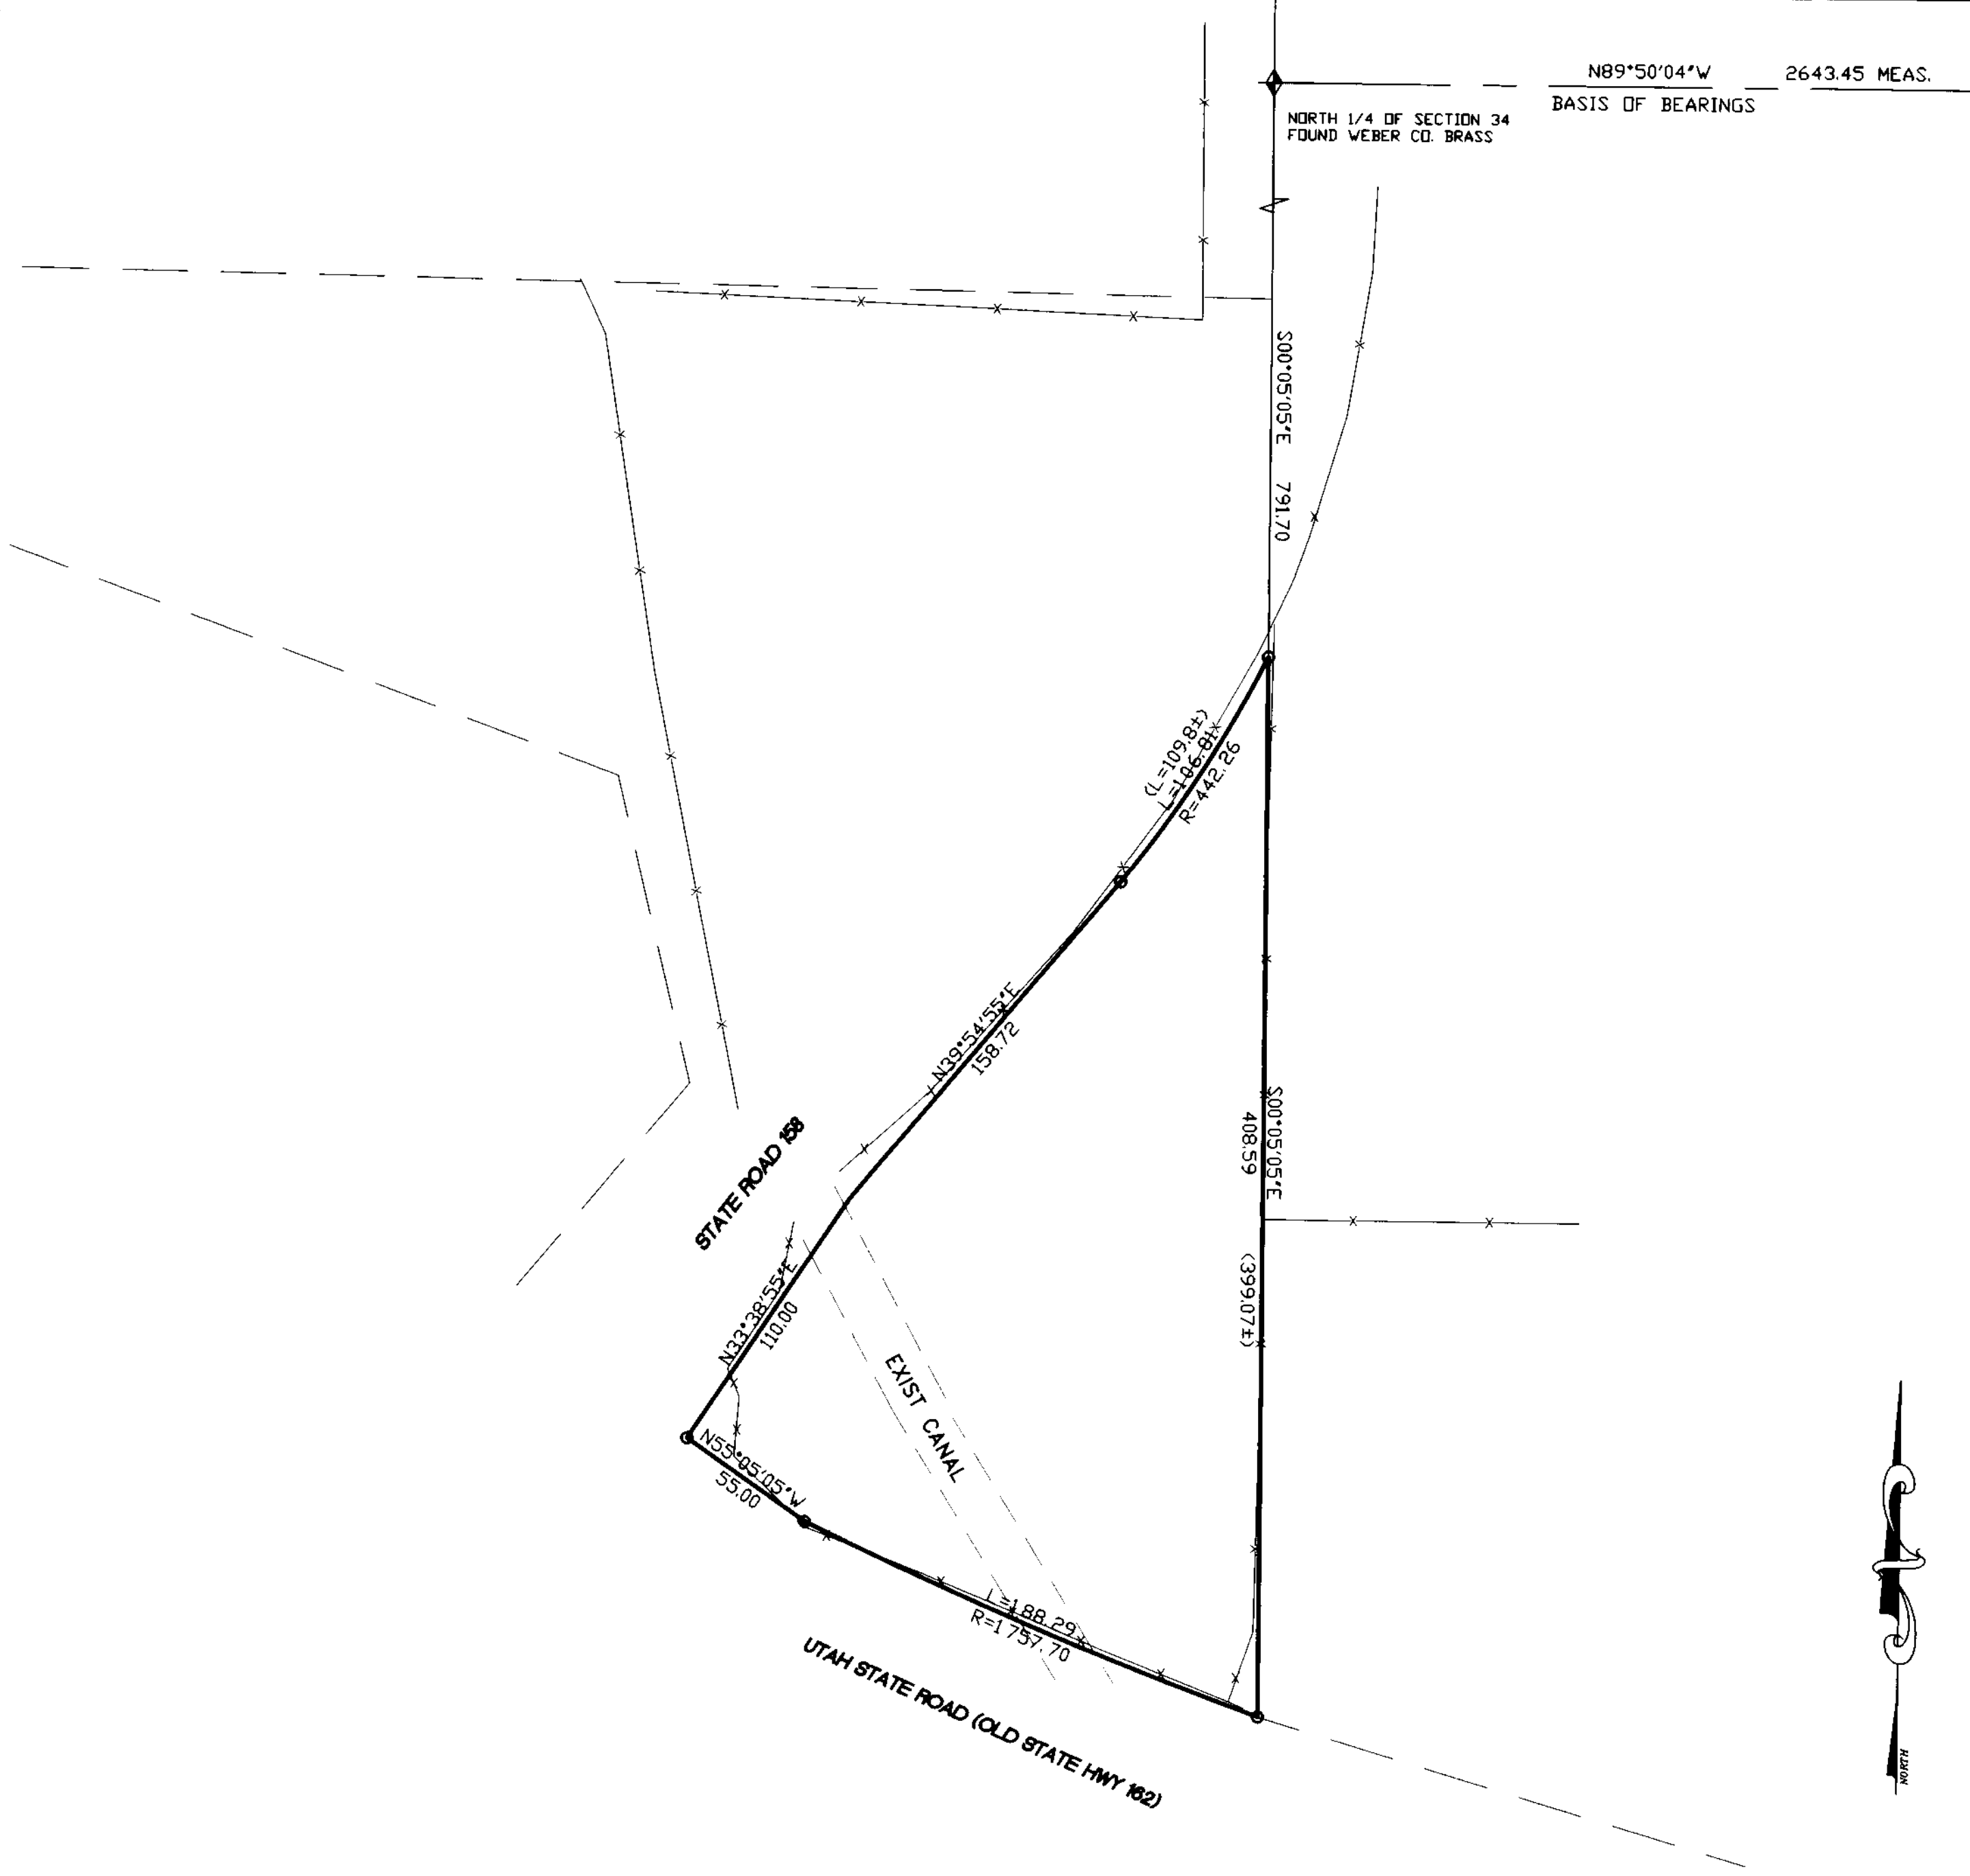 N89°50'04"W 2643.45 MEAS.
BASIS OF BEARINGS
NORTH 1/4 OF SECTION 34
FOUND WEBER CO. BRASS
S00°05'05"E 791.70
(L=109.8±)
L=106.81
R=442.26
N39°54'55"E
158.72
S00°05'05"E
408.59
(399.07±)
STATE ROAD 158
N33°38'55"E
110.00
EXIST CANAL
N55°05'05"W
55.00
L=188.29
R=1757.70
UTAH STATE ROAD (OLD STATE HWY 162)
NORTH